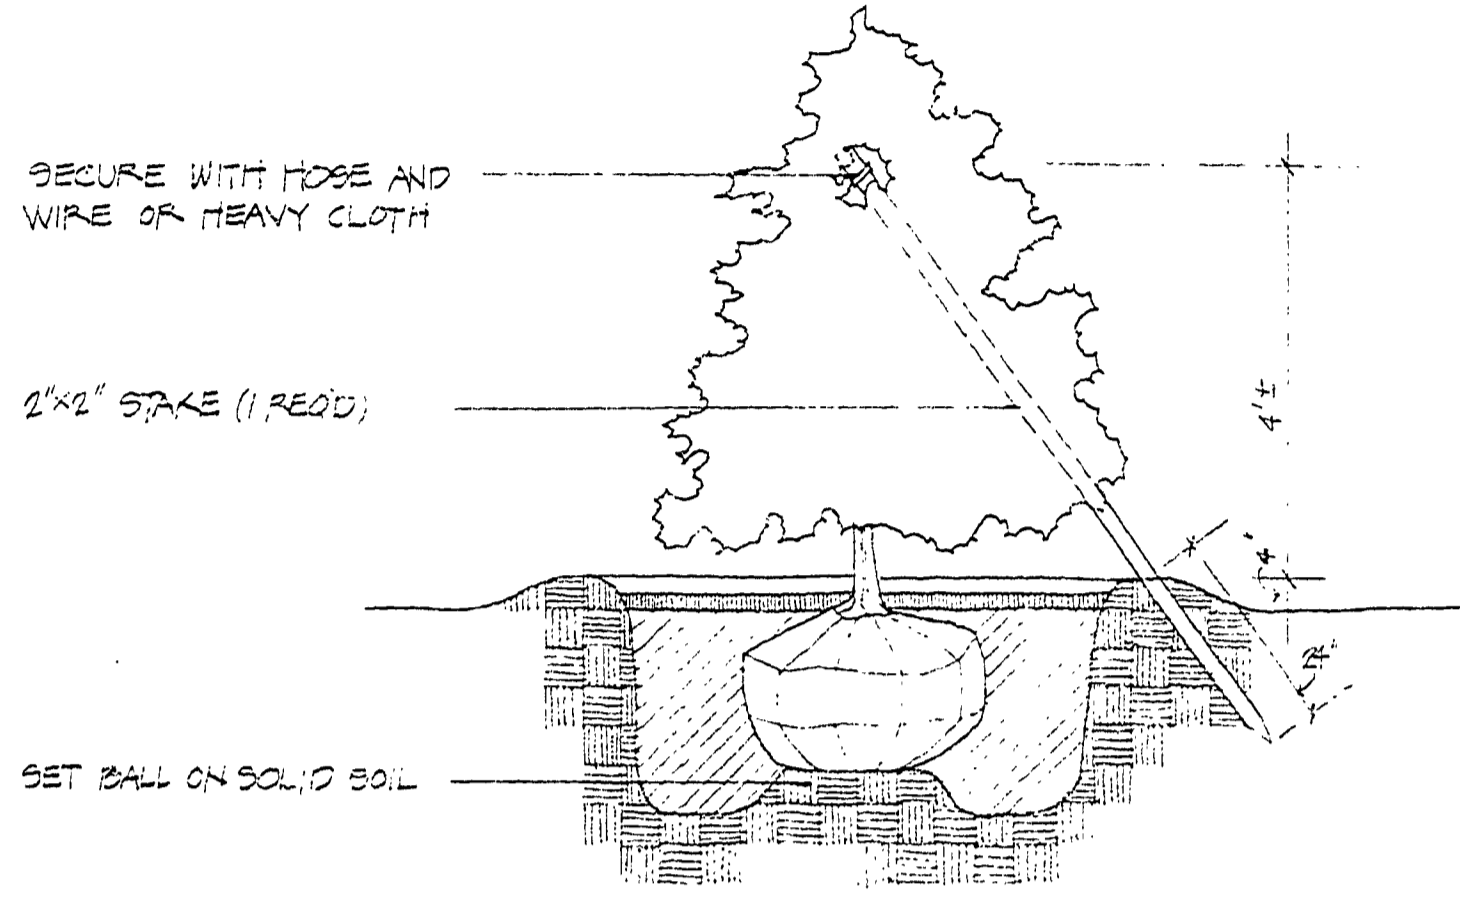 SECURE WITH HOSE AND
WIRE OR HEAVY CLOTH
2"x2" STAKE (1 REQ'D)
4'±
24"
SET BALL ON SOLID SOIL